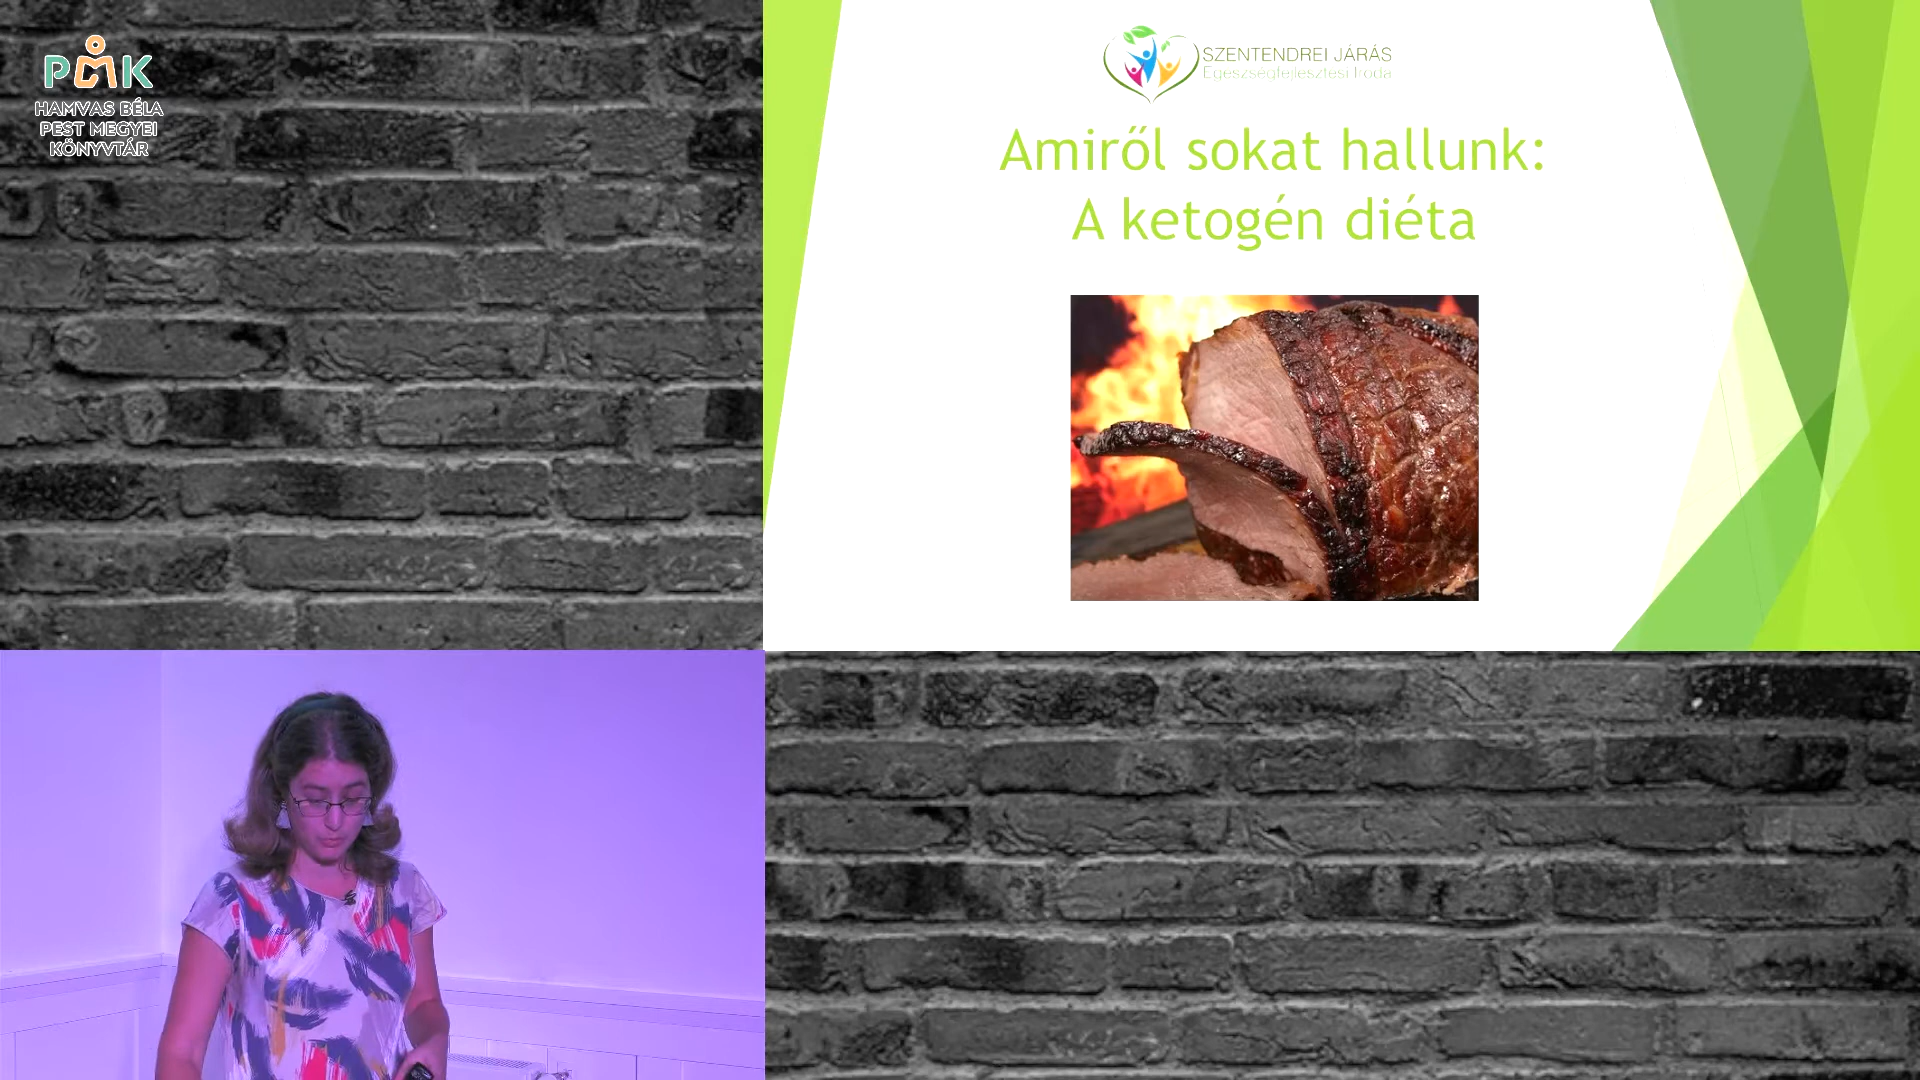 PMK
HAMVAS BÉLA
PEST MEGYEI
KÖNYVTÁR
SZENTENDREI JÁRÁS
Egészségfejlesztési Iroda
Amiről sokat hallunk:
A ketogén diéta